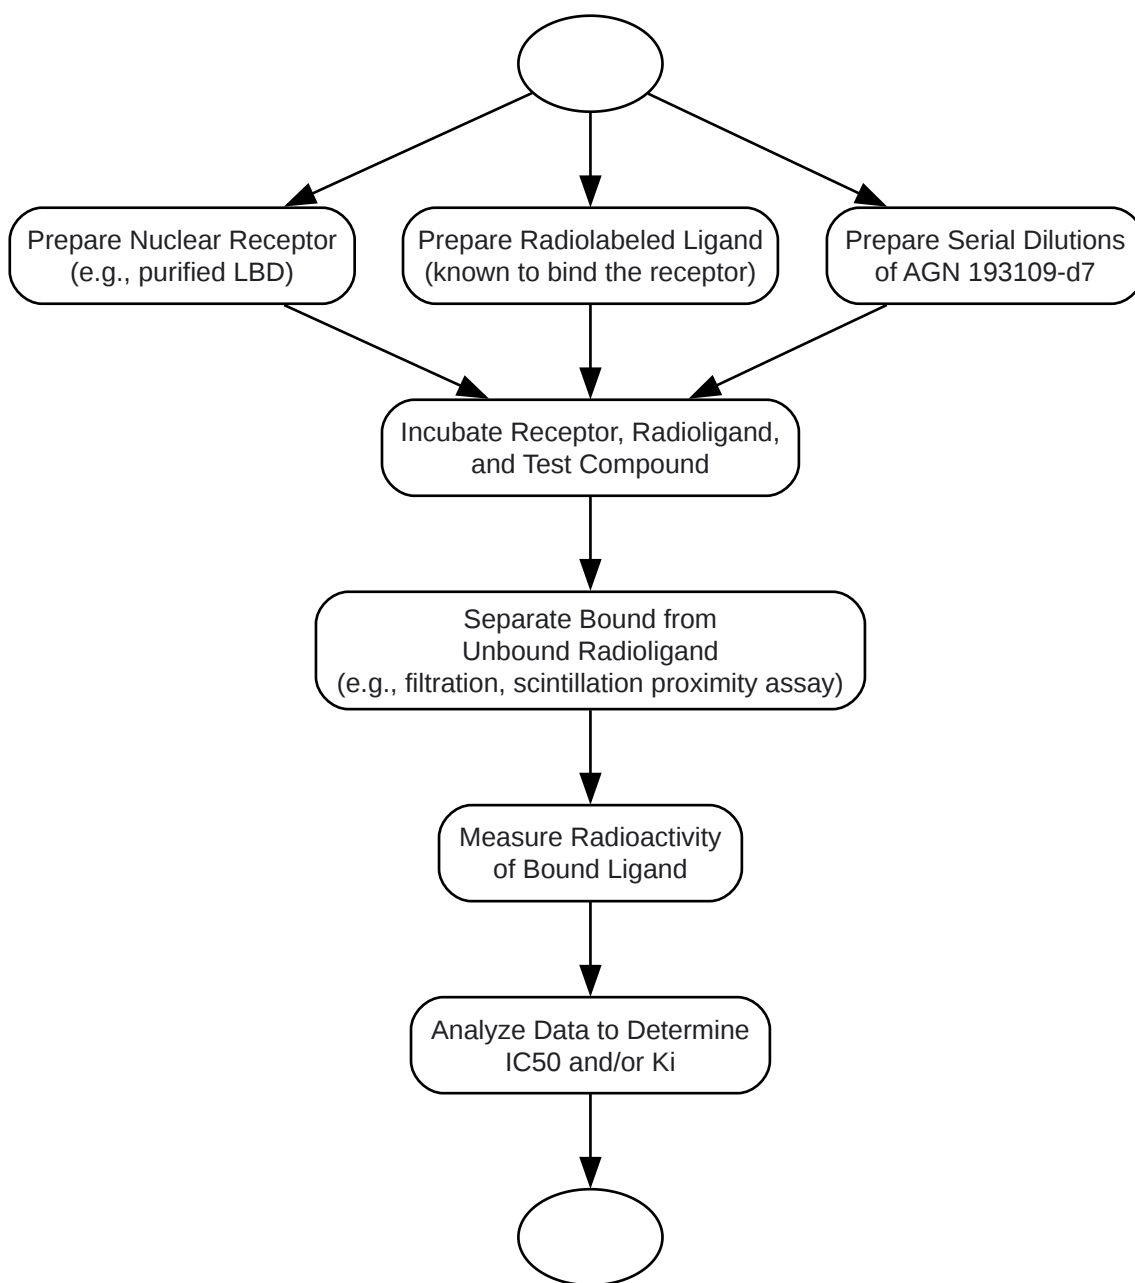 Prepare Nuclear Receptor
(e.g., purified LBD)
Prepare Radiolabeled Ligand
(known to bind the receptor)
Prepare Serial Dilutions
of AGN 193109-d7
Incubate Receptor, Radioligand,
and Test Compound
Separate Bound from
Unbound Radioligand
(e.g., filtration, scintillation proximity assay)
Measure Radioactivity
of Bound Ligand
Analyze Data to Determine
IC50 and/or Ki